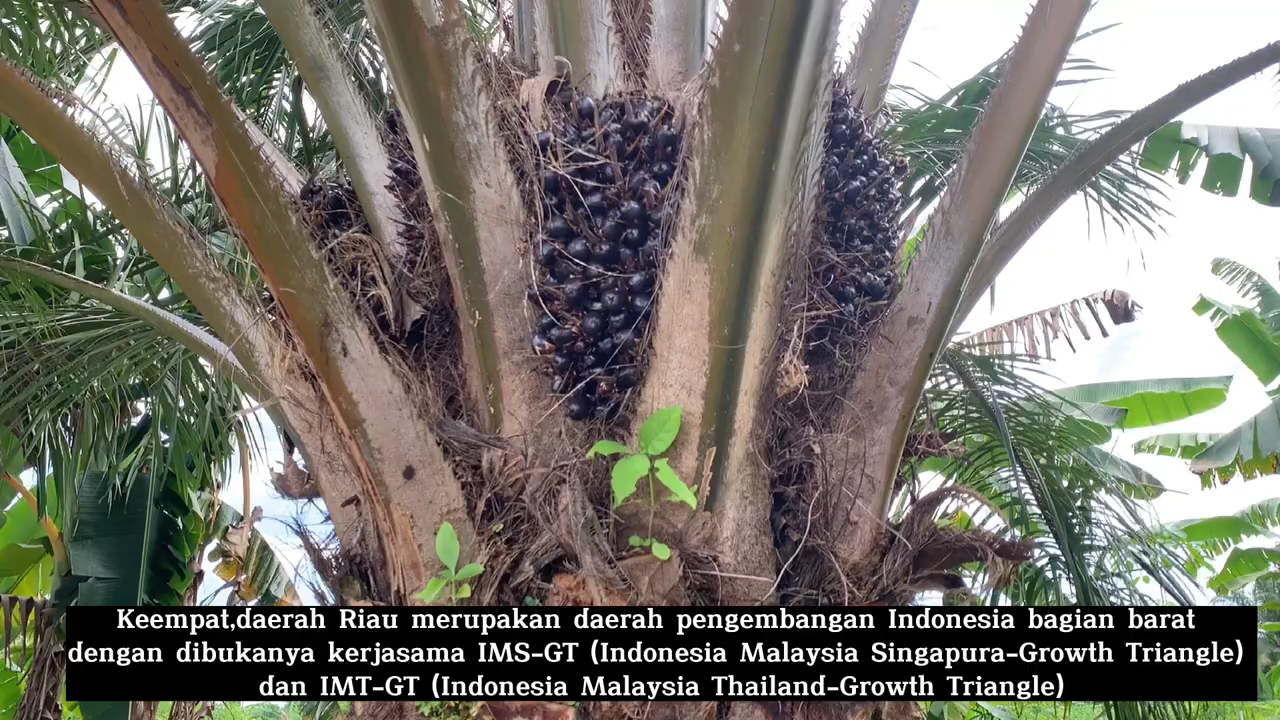 Keempat,daerah Riau merupakan daerah pengembangan Indonesia bagian barat
dengan dibukanya kerjasama IMS-GT (Indonesia Malaysia Singapura-Growth Triangle)
dan IMT-GT (Indonesia Malaysia Thailand-Growth Triangle)